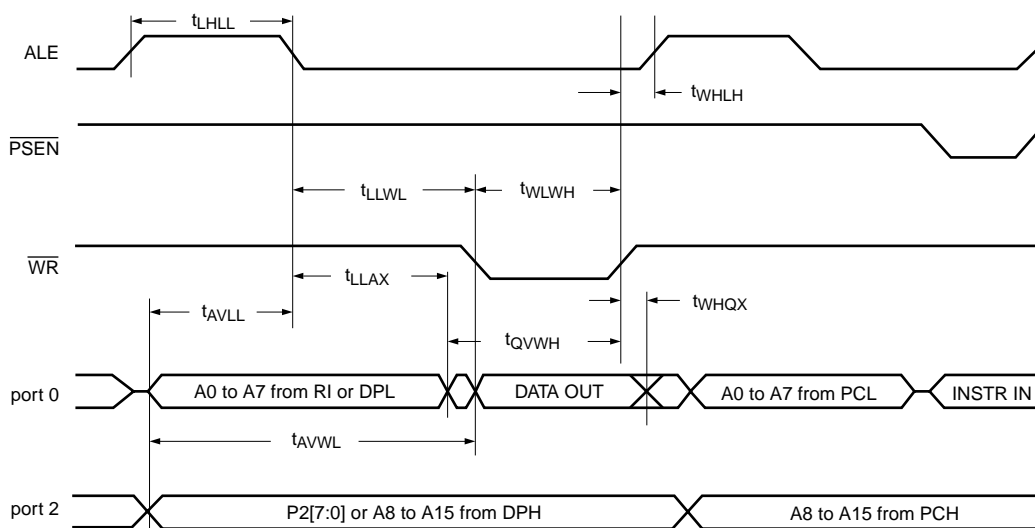 tLHLL
ALE
tWHLH
PSEN
tLLWL
tWLWH
WR
tLLAX
tWHQX
tAVLL
tQVWH
port 0
A0 to A7 from RI or DPL
DATA OUT
A0 to A7 from PCL
INSTR IN
tAVWL
port 2
P2[7:0] or A8 to A15 from DPH
A8 to A15 from PCH